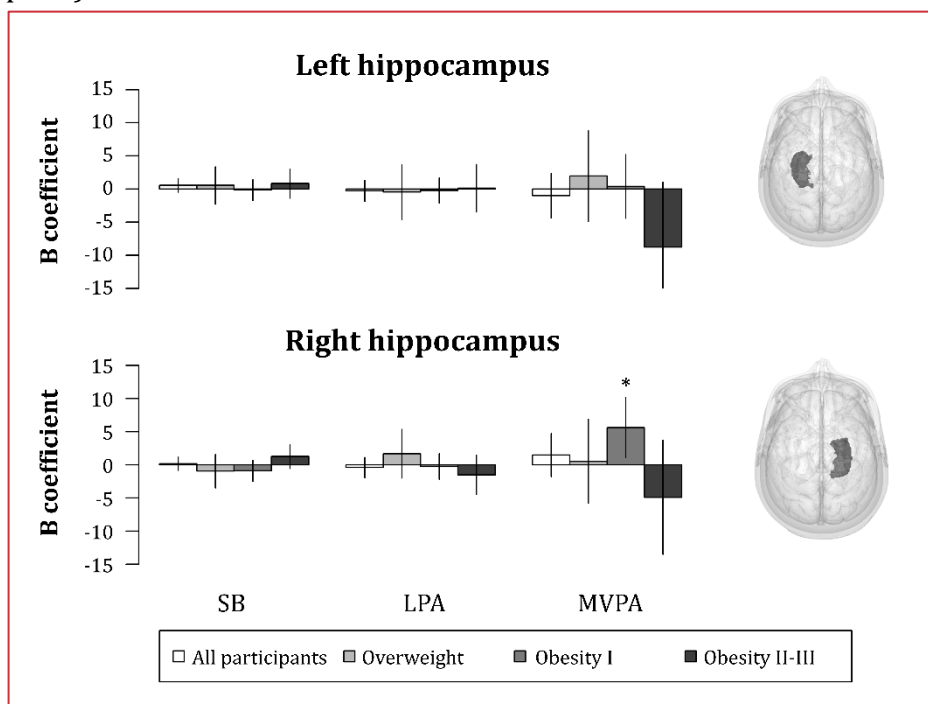 Left hippocampus
B coefficient
15
10
5
0
-5
-10
-15
Right hippocampus
B coefficient
15
10
5
0
-5
-10
-15
*
SB LPA MVPA
All participants Overweight Obesity I Obesity II-III